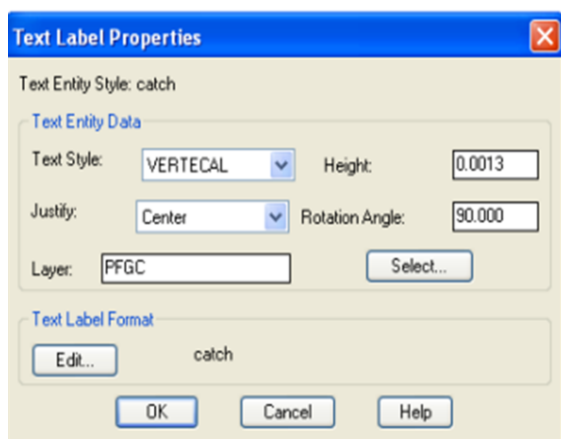 Text Label Properties
Text Entity Style: catch
Text Entity Data
Text Style: VERTECAL Height: 0.0013
Justify: Center Rotation Angle: 90.000
Layer: PFGC Select...
Text Label Format
Edit... catch
OK Cancel Help